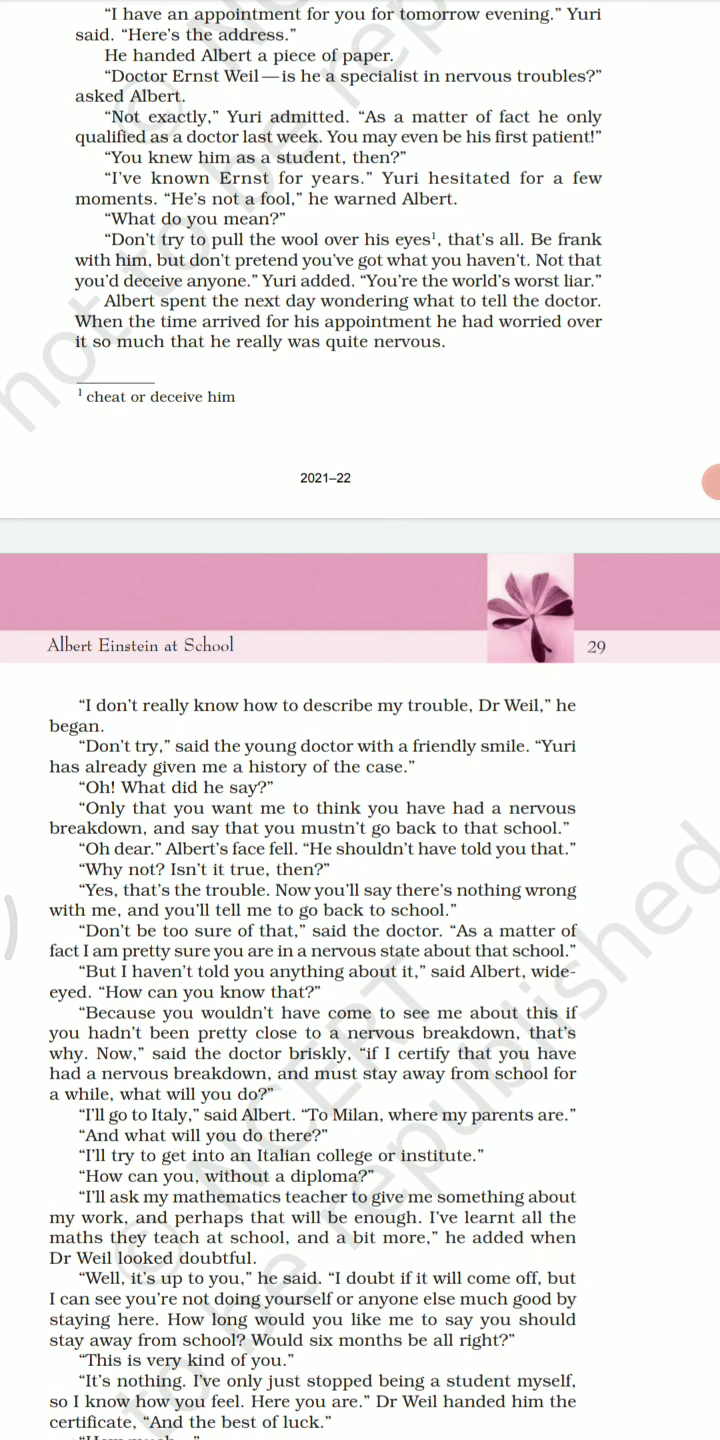 “I have an appointment for you for tomorrow evening.” Yuri
said. “Here’s the address.”
He handed Albert a piece of paper.
“Doctor Ernst Weil — is he a specialist in nervous troubles?”
asked Albert.
“Not exactly,” Yuri admitted. “As a matter of fact he only
qualified as a doctor last week. You may even be his first patient!”
“You knew him as a student, then?”
“I’ve known Ernst for years.” Yuri hesitated for a few
moments. “He’s not a fool,” he warned Albert.
“What do you mean?”
“Don’t try to pull the wool over his eyes¹, that’s all. Be frank
with him, but don’t pretend you’ve got what you haven’t. Not that
you’d deceive anyone.” Yuri added. “You’re the world’s worst liar.”
Albert spent the next day wondering what to tell the doctor.
When the time arrived for his appointment he had worried over
it so much that he really was quite nervous.
¹ cheat or deceive him
2021–22
Albert Einstein at School
29
“I don’t really know how to describe my trouble, Dr Weil,” he
began.
“Don’t try,” said the young doctor with a friendly smile. “Yuri
has already given me a history of the case.”
“Oh! What did he say?”
“Only that you want me to think you have had a nervous
breakdown, and say that you mustn’t go back to that school.”
“Oh dear.” Albert’s face fell. “He shouldn’t have told you that.”
“Why not? Isn’t it true, then?”
“Yes, that’s the trouble. Now you’ll say there’s nothing wrong
with me, and you’ll tell me to go back to school.”
“Don’t be too sure of that,” said the doctor. “As a matter of
fact I am pretty sure you are in a nervous state about that school.”
“But I haven’t told you anything about it,” said Albert, wide-
eyed. “How can you know that?”
“Because you wouldn’t have come to see me about this if
you hadn’t been pretty close to a nervous breakdown, that’s
why. Now,” said the doctor briskly, “if I certify that you have
had a nervous breakdown, and must stay away from school for
a while, what will you do?”
“I’ll go to Italy,” said Albert. “To Milan, where my parents are.”
“And what will you do there?”
“I’ll try to get into an Italian college or institute.”
“How can you, without a diploma?”
“I’ll ask my mathematics teacher to give me something about
my work, and perhaps that will be enough. I’ve learnt all the
maths they teach at school, and a bit more,” he added when
Dr Weil looked doubtful.
“Well, it’s up to you,” he said. “I doubt if it will come off, but
I can see you’re not doing yourself or anyone else much good by
staying here. How long would you like me to say you should
stay away from school? Would six months be all right?”
“This is very kind of you.”
“It’s nothing. I’ve only just stopped being a student myself,
so I know how you feel. Here you are.” Dr Weil handed him the
certificate, “And the best of luck.”
© NCERT
not to be republished